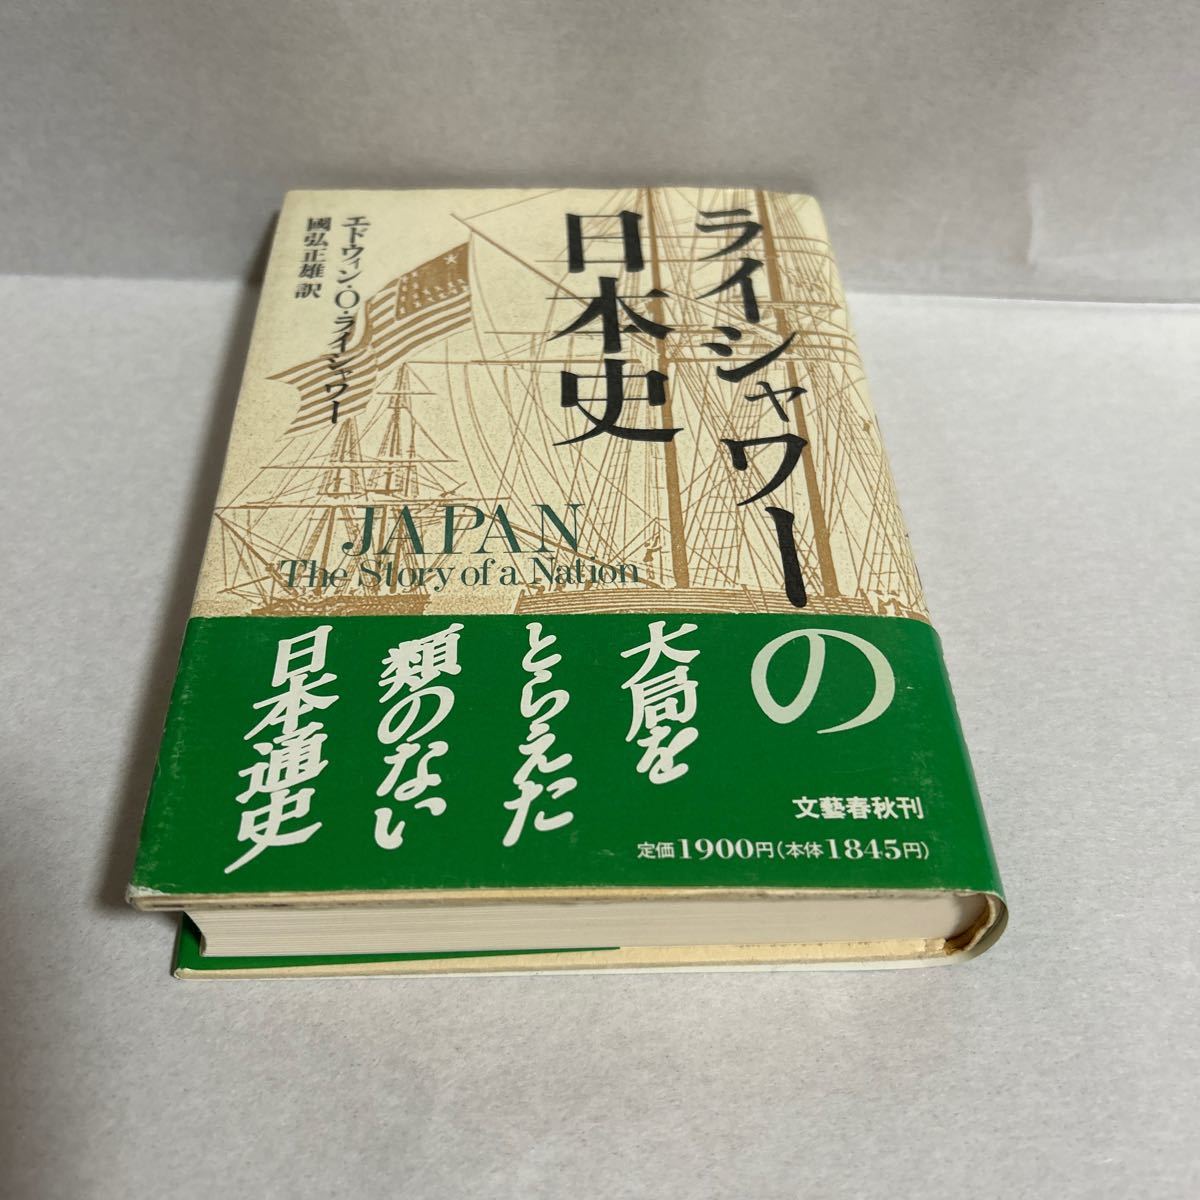 ライシャワーの
日本史
エドウィン・O・ライシャワー
國弘正雄 訳
JAPAN
The Story of a Nation
大局を
とらえた
類のない
日本通史
文藝春秋刊
定価1900円(本体1845円)